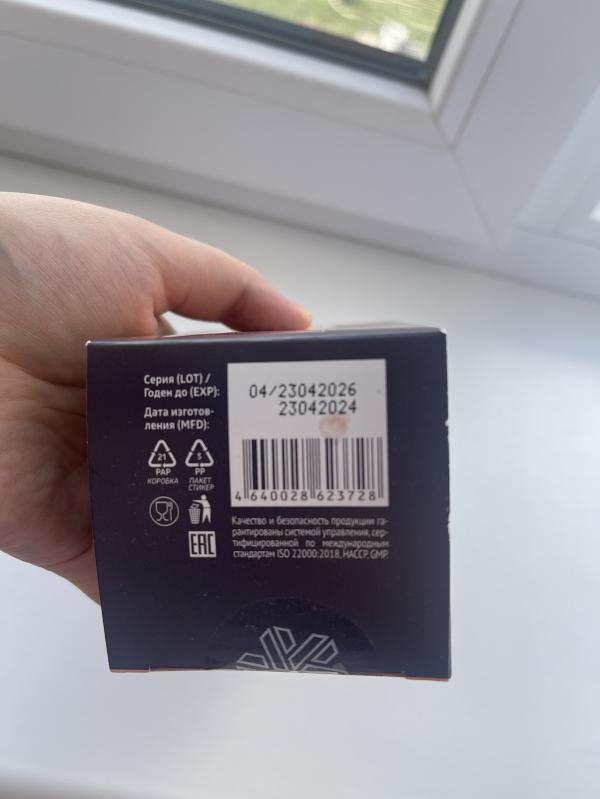 Серия (LOT) /
Годен до (EXP):
04/23042026
Дата изготов-
ления (MFD):
23042024
21
PAP
КОРОБКА
5
PP
ПАКЕТ
СТИКЕР
4 640028 623728
EAC
Качество и безопасность продукции га-
рантированы системой управления, сер-
тифицированной по международным
стандартам ISO 22000:2018, HACCP, GMP.